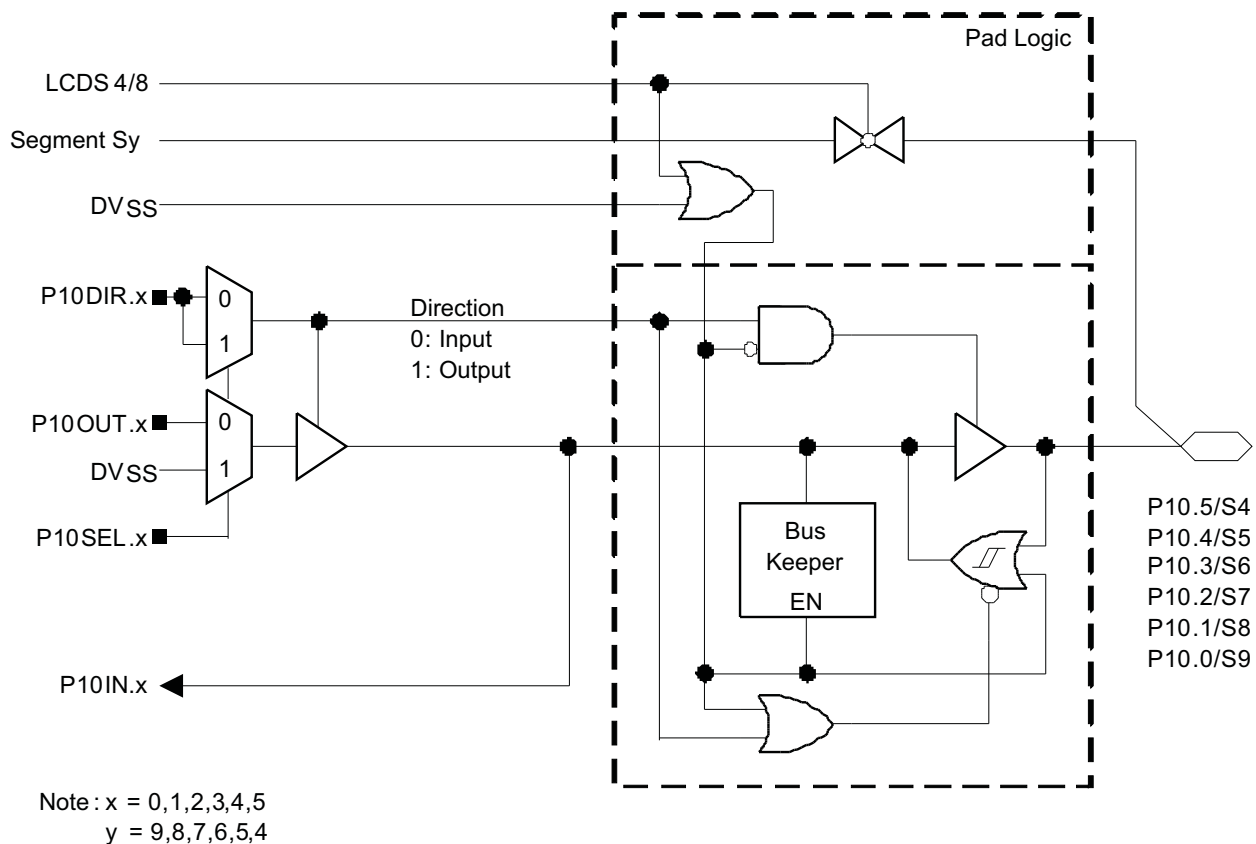 Pad Logic
LCDS 4/8
Segment Sy
DVSS
P10DIR.x
0
1
Direction
0: Input
1: Output
P10OUT.x
0
DVSS
1
P10SEL.x
Bus
Keeper
EN
P10.5/S4
P10.4/S5
P10.3/S6
P10.2/S7
P10.1/S8
P10.0/S9
P10IN.x
Note : x = 0,1,2,3,4,5
y = 9,8,7,6,5,4